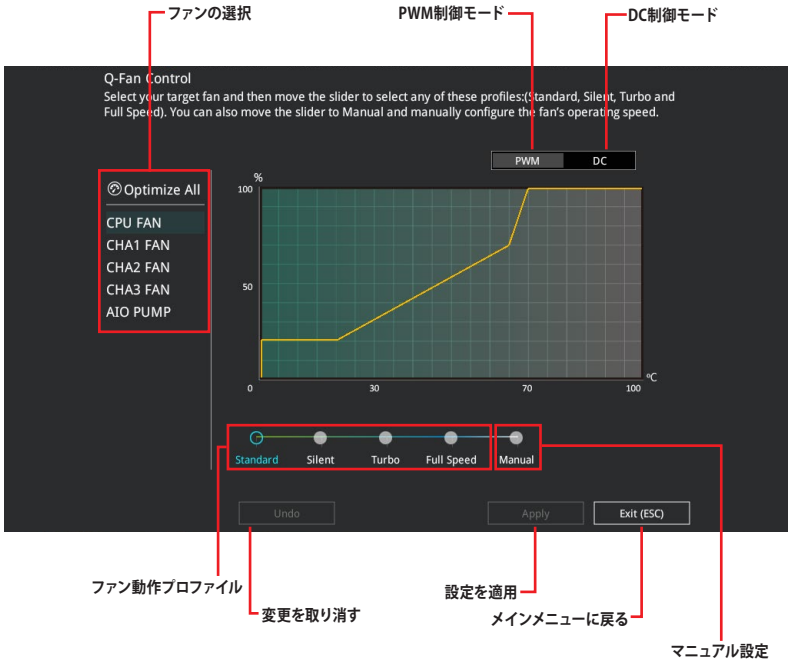 ファンの選択
PWM制御モード
DC制御モード
Q-Fan Control
Select your target fan and then move the slider to select any of these profiles:(Standard, Silent, Turbo and
Full Speed). You can also move the slider to Manual and manually configure the fan's operating speed.
PWM
DC
Optimize All
CPU FAN
CHA1 FAN
CHA2 FAN
CHA3 FAN
AIO PUMP
%
100
50
0
30
70
100
°C
Standard
Silent
Turbo
Full Speed
Manual
Undo
Apply
Exit (ESC)
ファン動作プロファイル
変更を取り消す
設定を適用
メインメニューに戻る
マニュアル設定